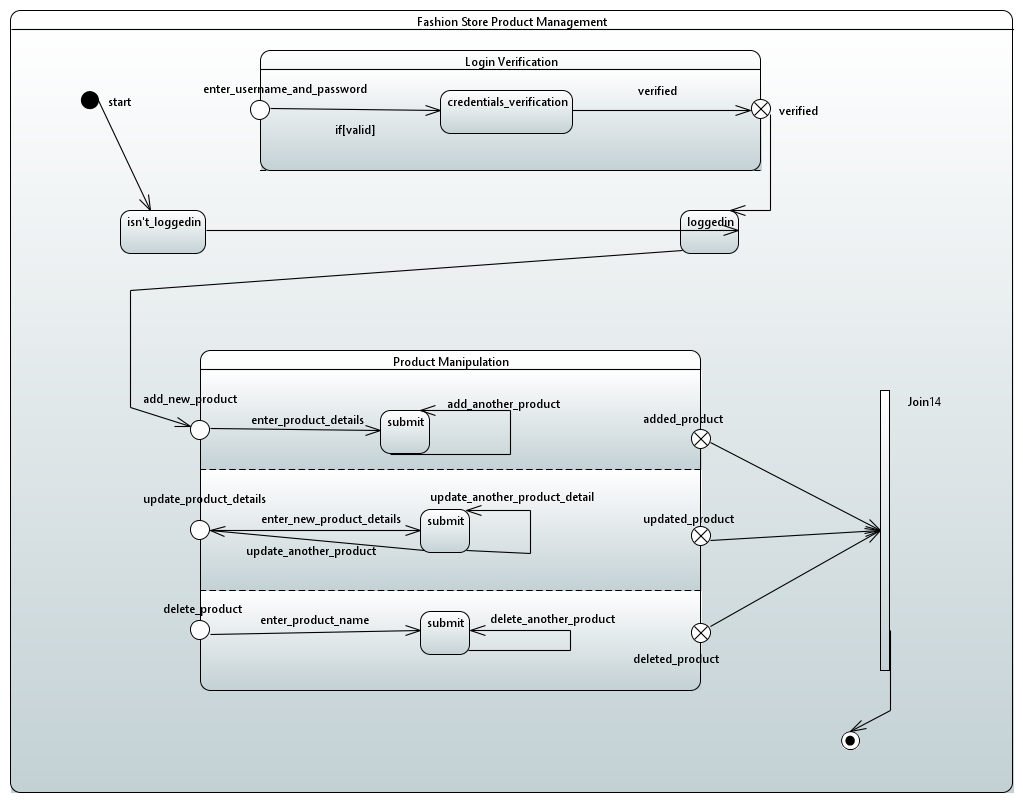 Fashion Store Product Management
Login Verification
enter_username_and_password
start
credentials_verification
verified
verified
if[valid]
isn't_loggedin
loggedin
Product Manipulation
add_new_product
enter_product_details
submit
add_another_product
added_product
Join14
update_product_details
enter_new_product_details
submit
update_another_product_detail
updated_product
update_another_product
delete_product
enter_product_name
submit
delete_another_product
deleted_product